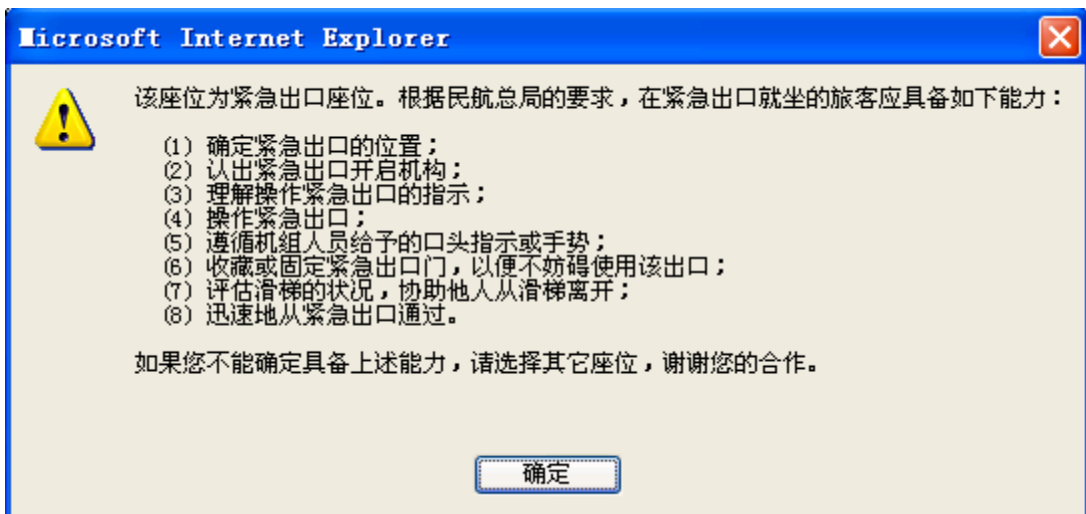 Microsoft Internet Explorer
该座位为紧急出口座位。根据民航总局的要求，在紧急出口就坐的旅客应具备如下能力：
(1) 确定紧急出口的位置；
(2) 认出紧急出口开启机构；
(3) 理解操作紧急出口的指示；
(4) 操作紧急出口；
(5) 遵循机组人员给予的口头指示或手势；
(6) 收藏或固定紧急出口门，以便不妨碍使用该出口；
(7) 评估滑梯的状况，协助他人从滑梯离开；
(8) 迅速地从紧急出口通过。
如果您不能确定具备上述能力，请选择其它座位，谢谢您的合作。
确定